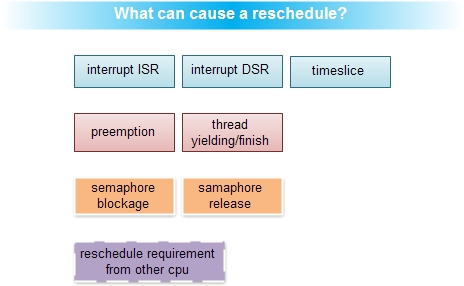 What can cause a reschedule?
interrupt ISR
interrupt DSR
timeslice
preemption
thread
yielding/finish
semaphore
blockage
samaphore
release
reschedule requirement
from other cpu